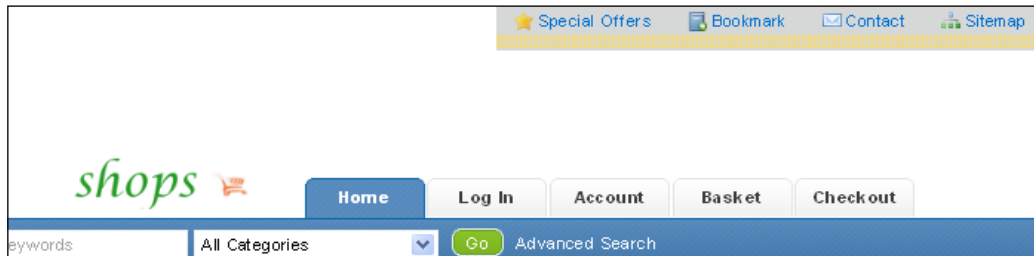 Special Offers Bookmark Contact Sitemap
shops
Home Log In Account Basket Checkout
eywords All Categories Go Advanced Search